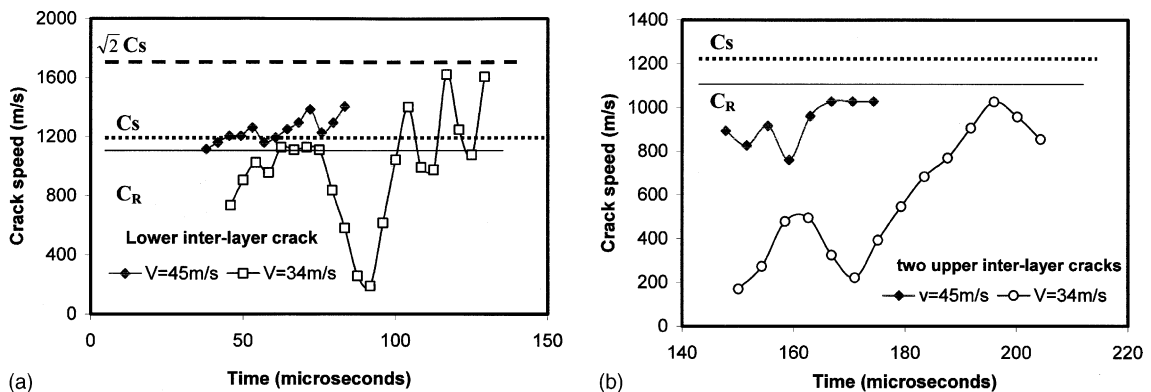 2000
1600
1200
800
400
0
Crack speed (m/s)
√2 Cs
Cs
CR
Lower inter-layer crack
V=45m/s V=34m/s
0 50 100 150
Time (microseconds)
(a)
1400
1200
1000
800
600
400
200
0
Crack speed (m/s)
Cs
CR
two upper inter-layer cracks
v=45m/s V=34m/s
140 160 180 200 220
Time (microseconds)
(b)